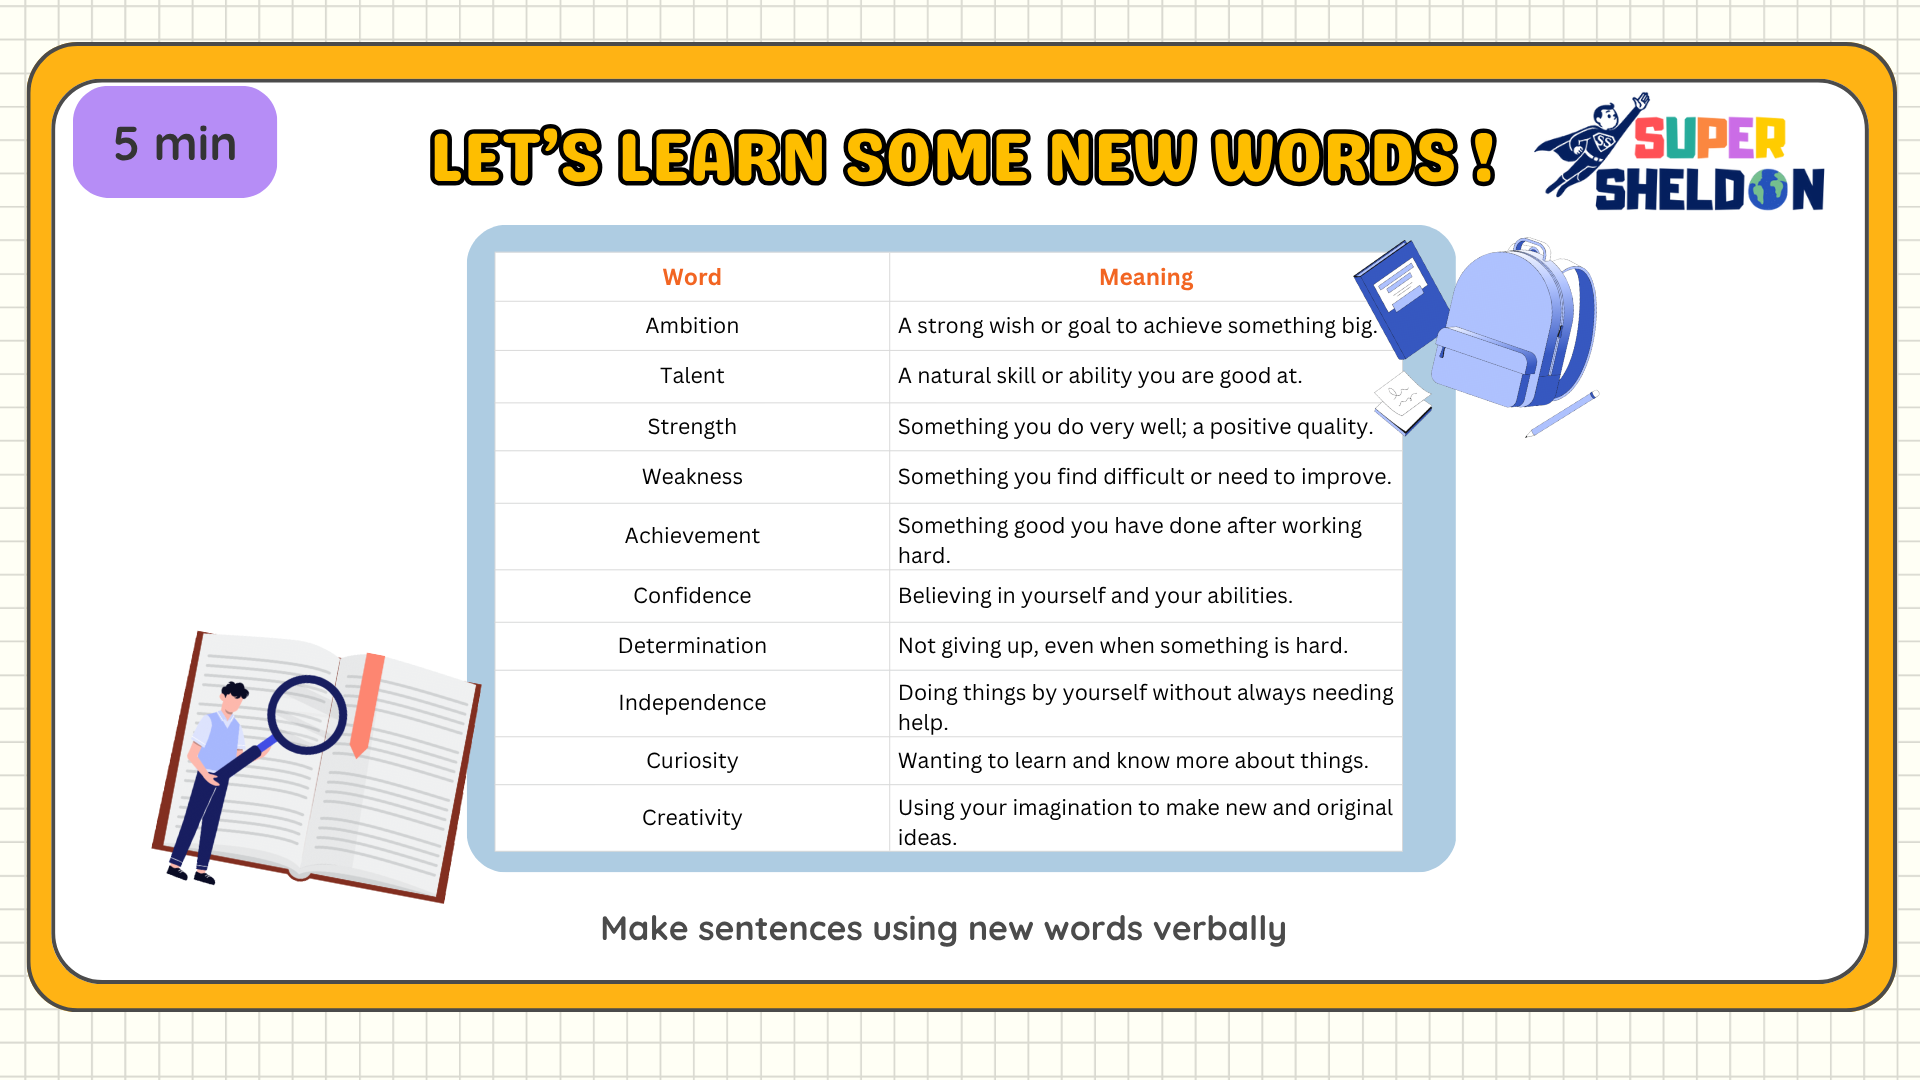 5 min
LET'S LEARN SOME NEW WORDS !
SS
SUPER
SHELDON
Word Meaning
Ambition A strong wish or goal to achieve something big.
Talent A natural skill or ability you are good at.
Strength Something you do very well; a positive quality.
Weakness Something you find difficult or need to improve.
Achievement Something good you have done after working
hard.
Confidence Believing in yourself and your abilities.
Determination Not giving up, even when something is hard.
Independence Doing things by yourself without always needing
help.
Curiosity Wanting to learn and know more about things.
Creativity Using your imagination to make new and original
ideas.
Make sentences using new words verbally